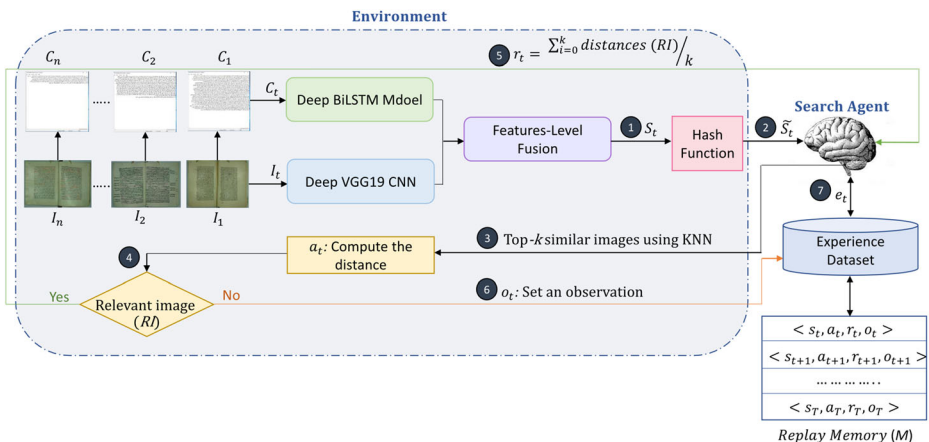 Environment
C_n
C_2
C_1
5
r_t = ∑_{i=0}^{k} distances (RI)/k
.....
C_t
Deep BiLSTM Mdoel
Features-Level
Fusion
1
S_t
Hash
Function
2
S̃_t
Search Agent
.....
I_t
Deep VGG19 CNN
I_n
I_2
I_1
7
e_t
3
Top-k similar images using KNN
a_t: Compute the
distance
4
Experience
Dataset
Yes
Relevant image
(RI)
No
6
o_t: Set an observation
< s_t, a_t, r_t, o_t >
< s_{t+1}, a_{t+1}, r_{t+1}, o_{t+1} >
……………..
< s_T, a_T, r_T, o_T >
Replay Memory (M)